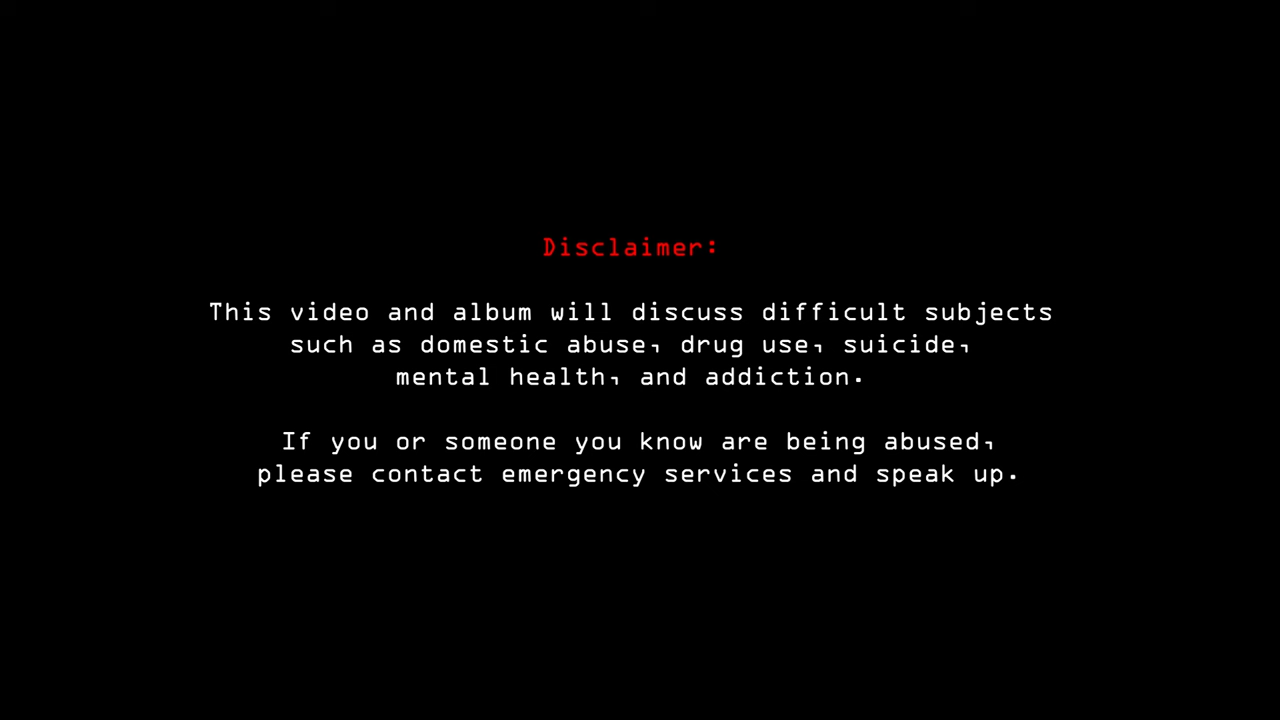 Disclaimer:
This video and album will discuss difficult subjects
such as domestic abuse, drug use, suicide,
mental health, and addiction.
If you or someone you know are being abused,
please contact emergency services and speak up.